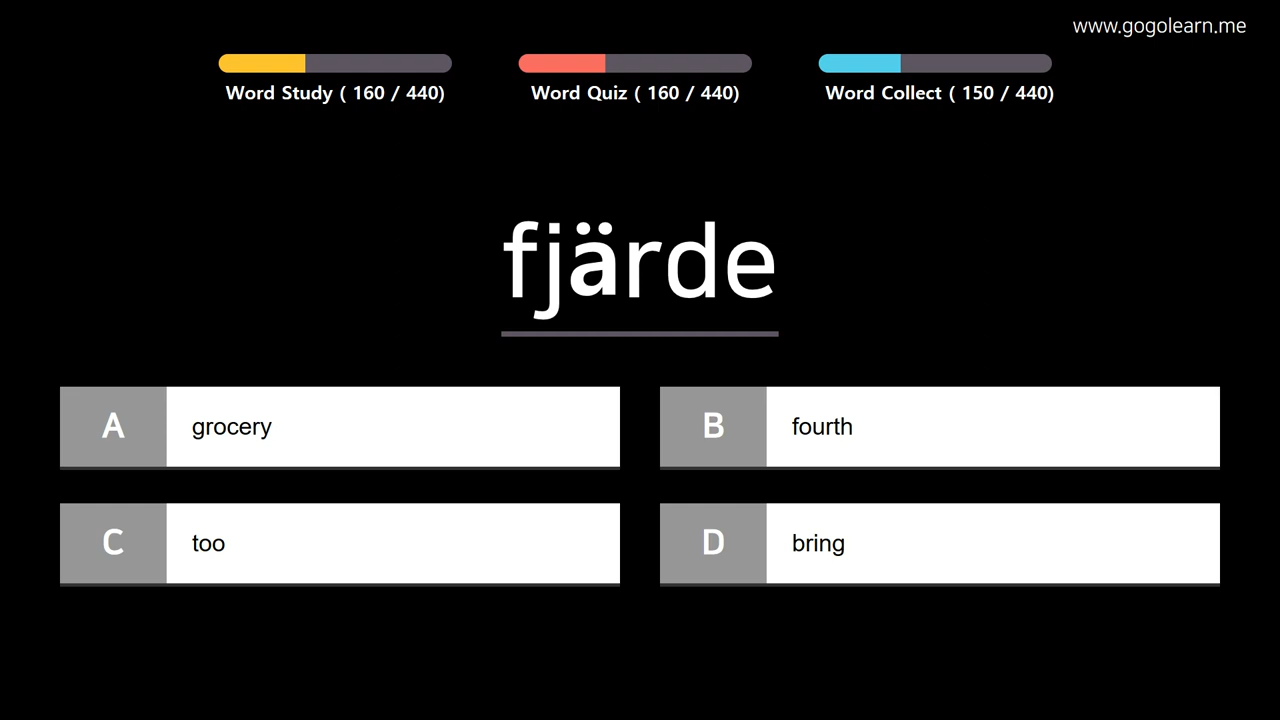 www.gogolearn.me
Word Study ( 160 / 440)
Word Quiz ( 160 / 440)
Word Collect ( 150 / 440)
fjärde
A grocery
B fourth
C too
D bring